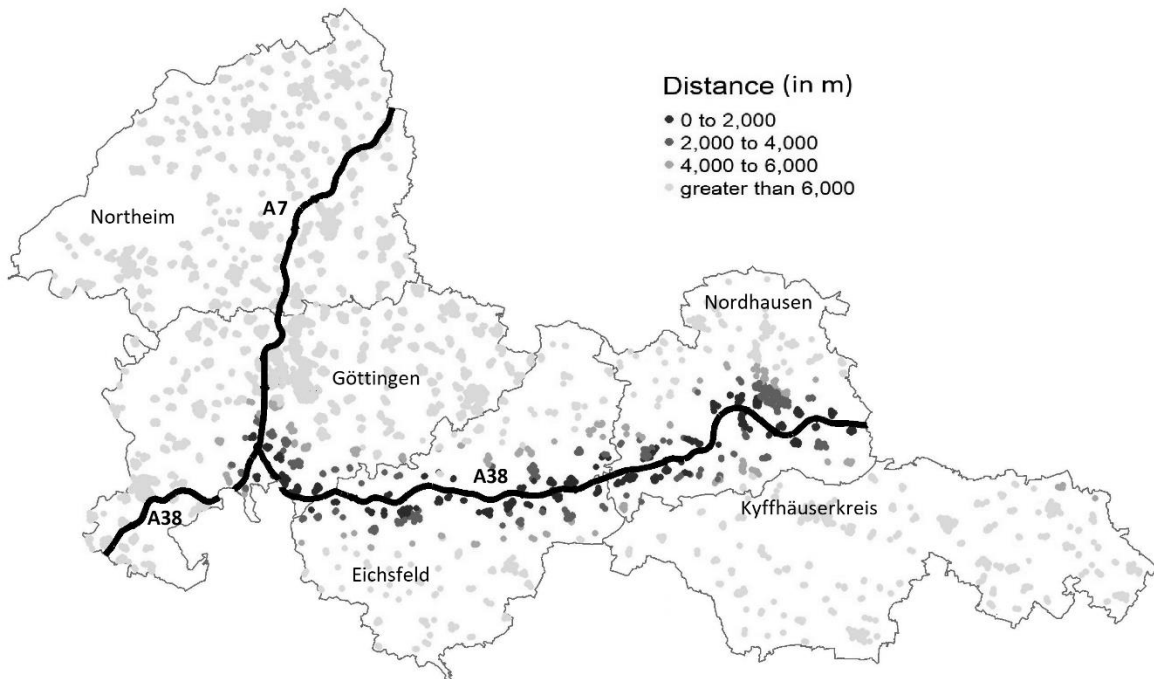 Distance (in m)
0 to 2,000
2,000 to 4,000
4,000 to 6,000
greater than 6,000
Northeim
A7
Nordhausen
Göttingen
A38
A38
Kyffhäuserkreis
Eichsfeld